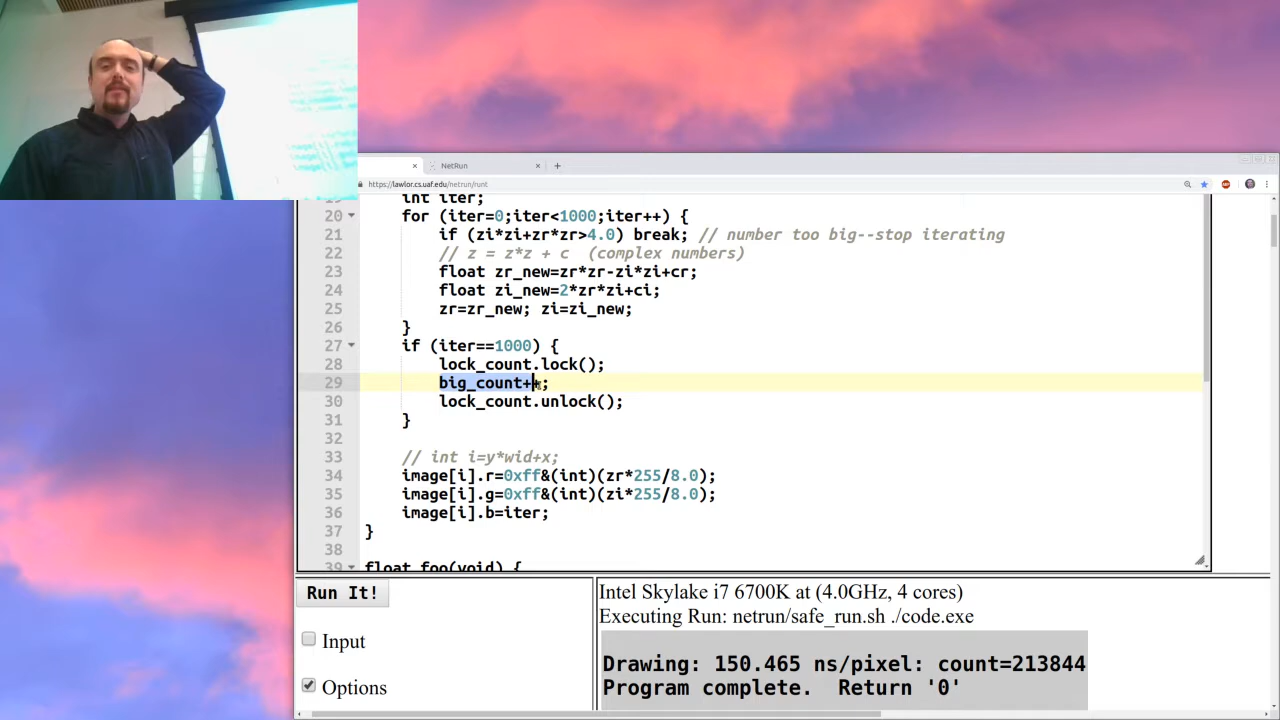 NetRun
https://lawlor.cs.uaf.edu/netrun/runt
19 int iter;
20 for (iter=0;iter<1000;iter++) {
21 if (zi*zi+zr*zr>4.0) break; // number too big--stop iterating
22 // z = z*z + c (complex numbers)
23 float zr_new=zr*zr-zi*zi+cr;
24 float zi_new=2*zr*zi+ci;
25 zr=zr_new; zi=zi_new;
26 }
27 if (iter==1000) {
28 lock_count.lock();
29 big_count++;
30 lock_count.unlock();
31 }
32
33 // int i=y*wid+x;
34 image[i].r=0xff&(int)(zr*255/8.0);
35 image[i].g=0xff&(int)(zi*255/8.0);
36 image[i].b=iter;
37 }
38
39 float foo(void) {
Run It!
Input
Options
Intel Skylake i7 6700K at (4.0GHz, 4 cores)
Executing Run: netrun/safe_run.sh ./code.exe
Drawing: 150.465 ns/pixel: count=213844
Program complete. Return '0'